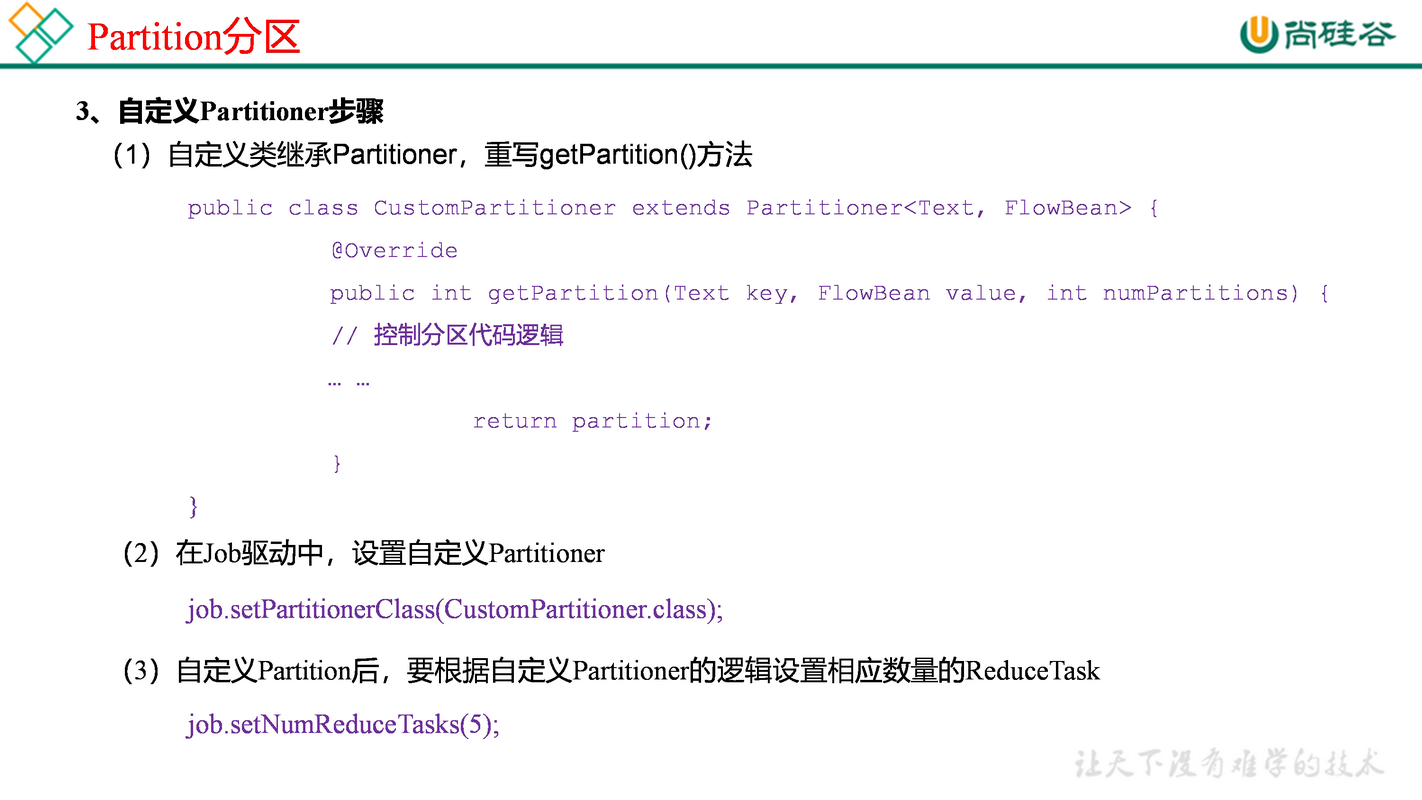 Partition分区
尚硅谷
3、自定义Partitioner步骤
（1）自定义类继承Partitioner，重写getPartition()方法
public class CustomPartitioner extends Partitioner<Text, FlowBean> {
@Override
public int getPartition(Text key, FlowBean value, int numPartitions) {
// 控制分区代码逻辑
… …
return partition;
}
}
（2）在Job驱动中，设置自定义Partitioner
job.setPartitionerClass(CustomPartitioner.class);
（3）自定义Partition后，要根据自定义Partitioner的逻辑设置相应数量的ReduceTask
job.setNumReduceTasks(5);
让天下没有难学的技术